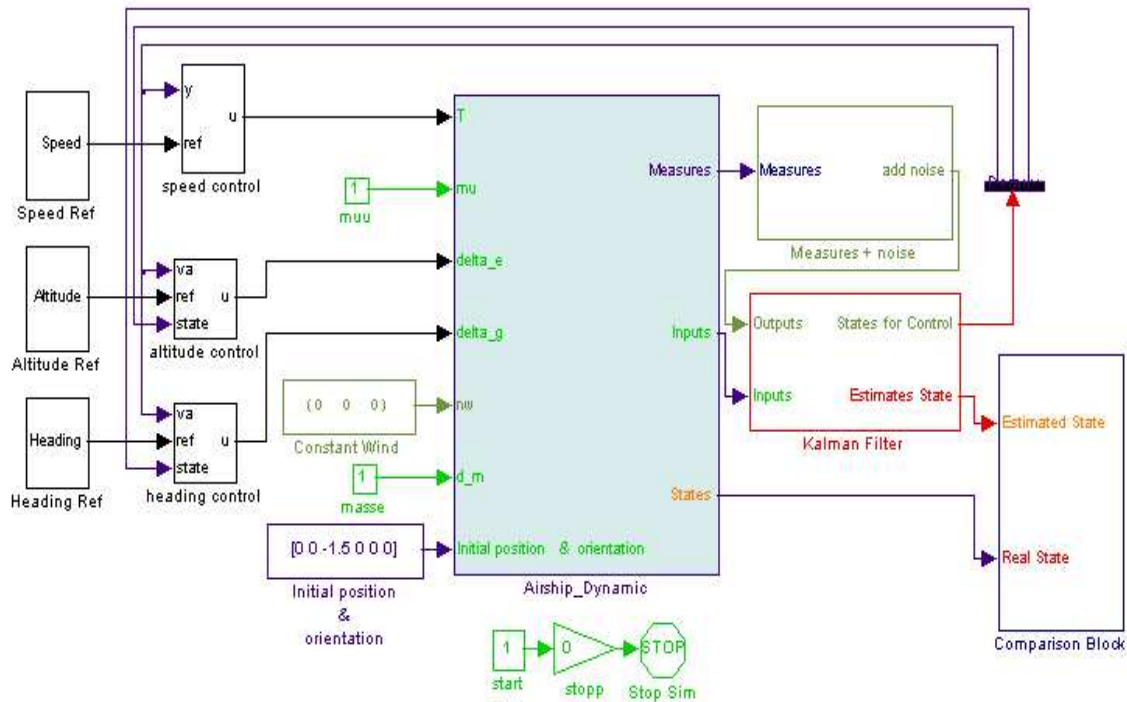 Speed
Speed Ref
y
ref
u
speed control
Altitude
Altitude Ref
va
ref
state
u
altitude control
Heading
Heading Ref
va
ref
state
u
heading control
1
muu
(0 0 0)
Constant Wind
1
masse
[0 0 -1.5 0 0 0]
Initial position
&
orientation
T
mu
delta_e
delta_g
nw
d_m
Initial position & orientation
Measures
Inputs
States
Airship_Dynamic
Measures
add noise
Measures + noise
Outputs
States for Control
Inputs
Estimates State
Kalman Filter
Estimated State
Real State
Comparison Block
1
start
0
stopp
STOP
Stop Sim